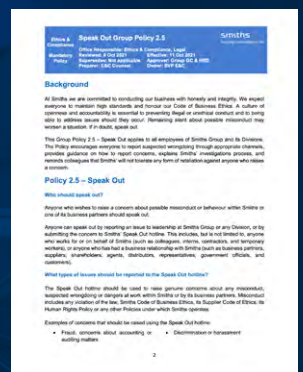 Ethics &
Compliance
Mandatory
Policy
Speak Out Group Policy 2.5
Office Responsible: Ethics & Compliance, Legal
Reviewed: 9 Oct 2021 Effective: 11 Oct 2021
Supersedes: Not applicable Approver: Group GC & HRD
Preparer: E&C Counsel Owner: SVP E&C
smiths
Background
At Smiths we are committed to conducting our business with honesty and integrity. We expect
everyone to maintain high standards and honour our Code of Business Ethics. A culture of
openness and accountability is essential to preventing illegal or unethical conduct and to being
able to address issues should they occur. Remaining silent about possible misconduct may
worsen a situation. If in doubt, speak out.
This Group Policy 2.5 – Speak Out applies to all employees of Smiths Group and its Divisions.
The Policy encourages everyone to report suspected wrongdoing through appropriate channels,
provides guidance on how to report concerns, explains Smiths' investigations process, and
reminds colleagues that Smiths will not tolerate any form of retaliation against anyone who raises
a concern.
Policy 2.5 – Speak Out
Who should speak out?
Anyone who wishes to raise a concern about possible misconduct or behaviour within Smiths or
one of its business partners should speak out.
Anyone can speak out by reporting an issue to leadership at Smiths Group or any Division, or by
submitting the concern to Smiths' Speak Out hotline. This includes, but is not limited to, anyone
who works for or on behalf of Smiths (such as colleagues, interns, contractors, and temporary
workers), or anyone who has had a business relationship with Smiths (such as business partners,
suppliers, shareholders, agents, distributors, representatives, government officials, and
customers).
What types of issues should be reported to the Speak Out hotline?
The Speak Out hotline should be used to raise genuine concerns about any misconduct,
suspected wrongdoing or dangers at work within Smiths or by its business partners. Misconduct
includes any violation of the law, Smiths Code of Business Ethics, its Supplier Code of Ethics, its
Human Rights Policy or any other Policies under which Smiths operates.
Examples of concerns that should be raised using the Speak Out hotline:
• Fraud, concerns about accounting or
auditing matters
• Discrimination or harassment
2